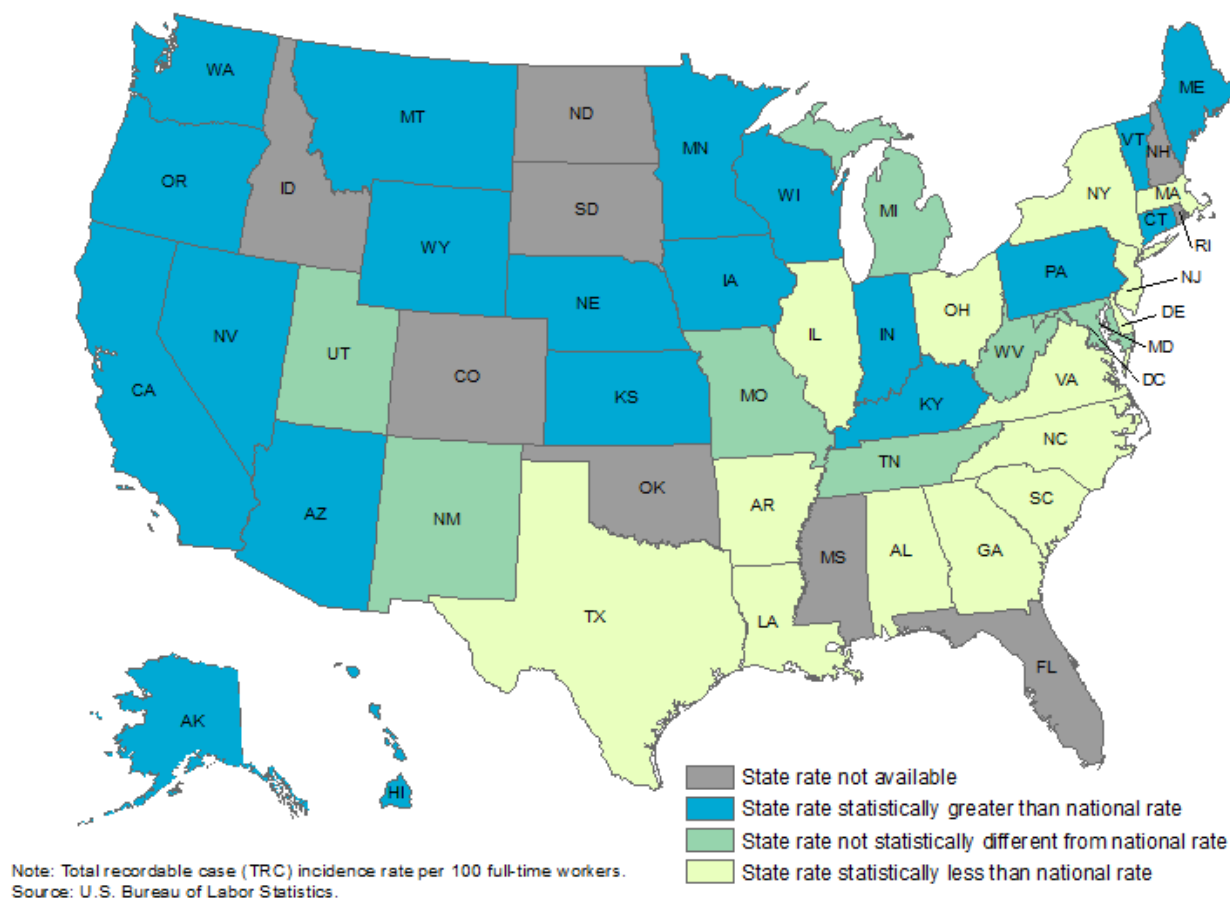 WA
MT
ND
MN
ME
VT
NH
OR
ID
SD
WI
MI
NY
MA
CT
RI
WY
IA
PA
NJ
NE
OH
DE
NV
IL
IN
MD
UT
WV
DC
CO
VA
CA
KS
MO
KY
NC
TN
OK
AR
SC
AZ
NM
MS
AL
GA
TX
LA
FL
AK
HI
State rate not available
State rate statistically greater than national rate
State rate not statistically different from national rate
State rate statistically less than national rate
Note: Total recordable case (TRC) incidence rate per 100 full-time workers.
Source: U.S. Bureau of Labor Statistics.